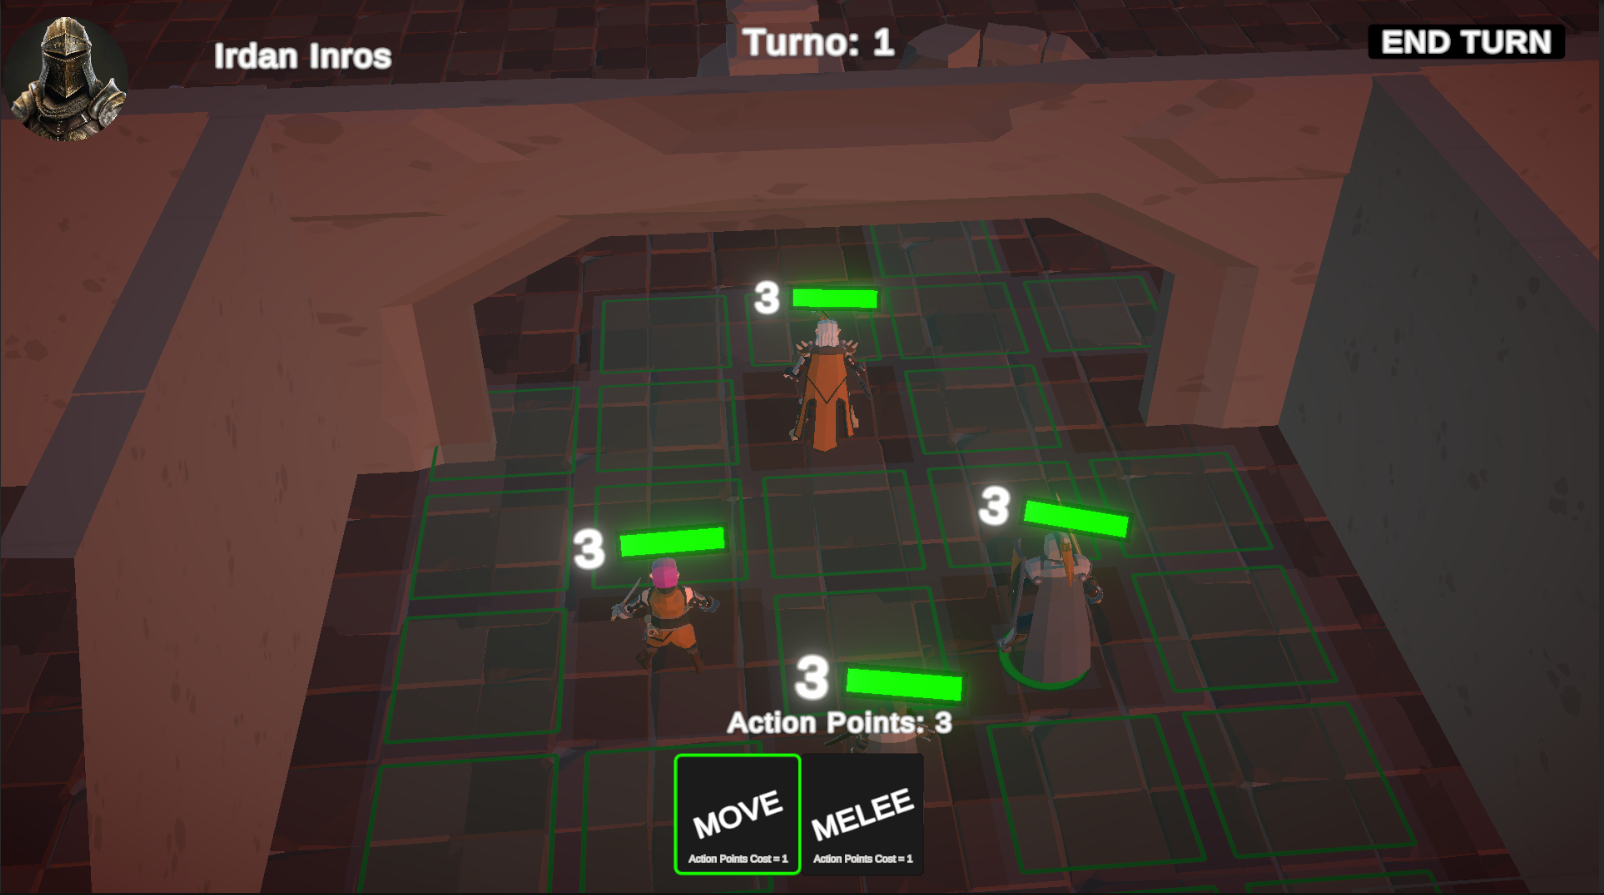 Irdan Inros
Turno: 1
END TURN
3
3
3
3
Action Points: 3
MOVE
Action Points Cost = 1
MELEE
Action Points Cost = 1